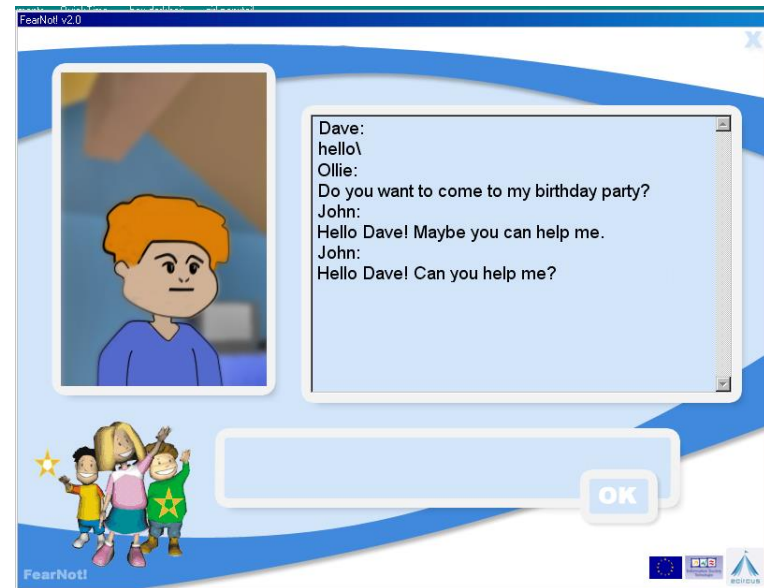 FearNot! v2.0
X
Dave:
hello\
Ollie:
Do you want to come to my birthday party?
John:
Hello Dave! Maybe you can help me.
John:
Hello Dave! Can you help me?
OK
FearNot!
ecircus